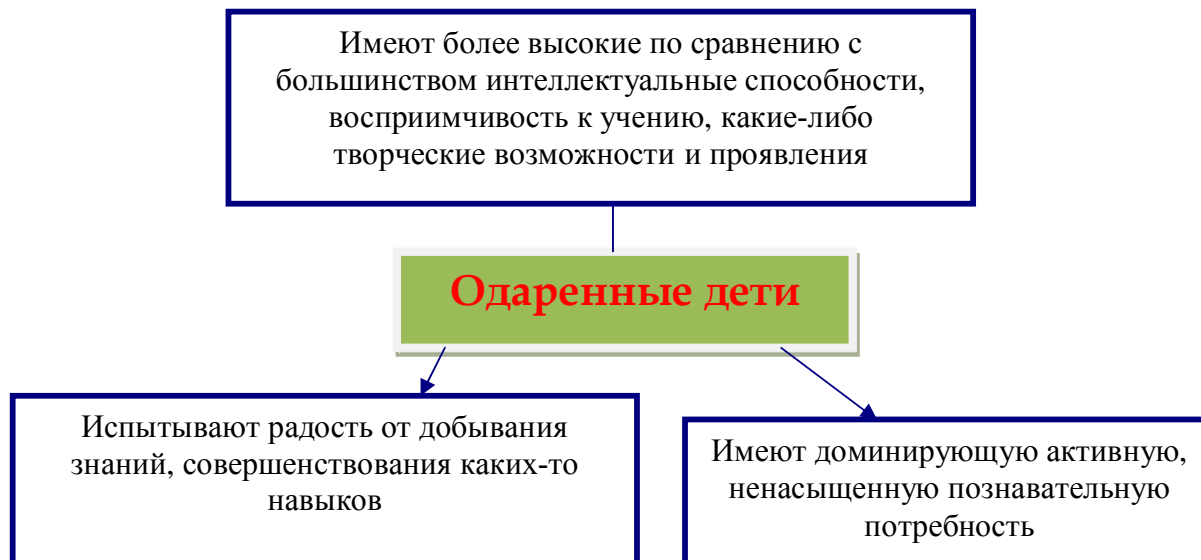 Имеют более высокие по сравнению с
большинством интеллектуальные способности,
восприимчивость к учению, какие-либо
творческие возможности и проявления
Одаренные дети
Испытывают радость от добывания
знаний, совершенствования каких-то
навыков
Имеют доминирующую активную,
ненасыщенную познавательную
потребность